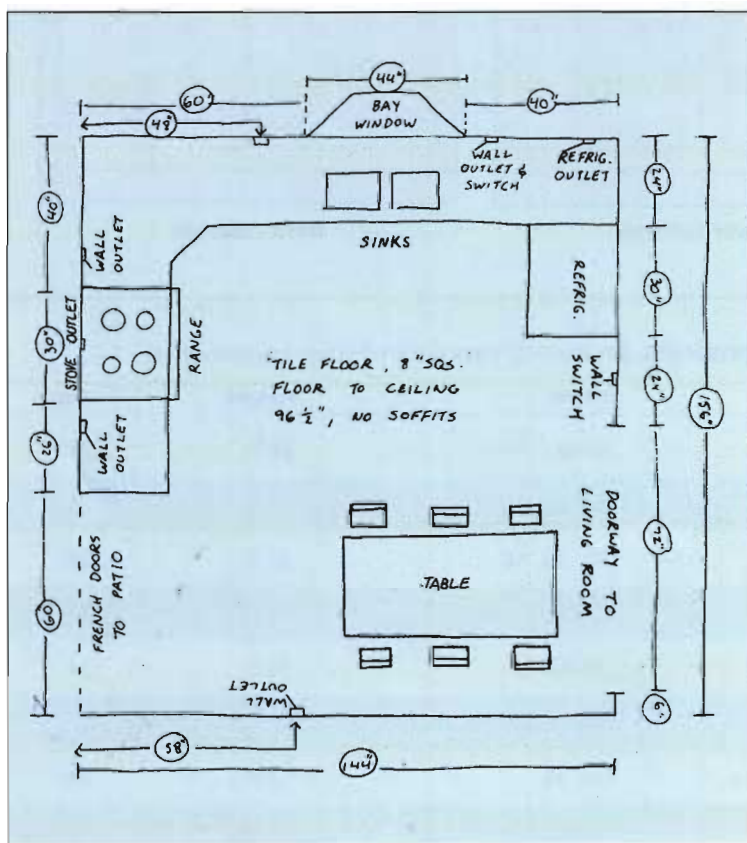 44"
60"
BAY
WINDOW
40"
48"
WALL
OUTLET &
SWITCH
REFRIG.
OUTLET
24"
40"
WALL
OUTLET
SINKS
REFRIG.
30"
STOVE OUTLET
30"
RANGE
TILE FLOOR, 8"SQS.
FLOOR TO CEILING
96 1/2", NO SOFFITS
WALL
SWITCH
24"
156"
26"
WALL
OUTLET
DOORWAY TO
LIVING ROOM
72"
FRENCH DOORS
TO PATIO
TABLE
60
WALL
OUTLET
6"
58"
144"